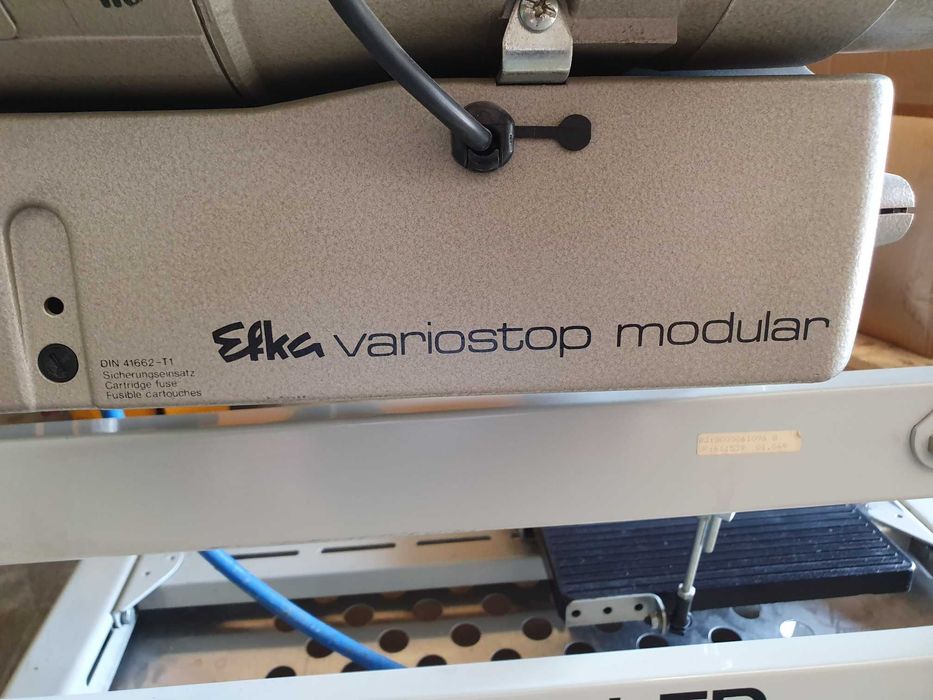 Efka variostop modular
DIN 41662-T1
Sicherungseinsatz
Cartridge fuse
Fusible cartouches